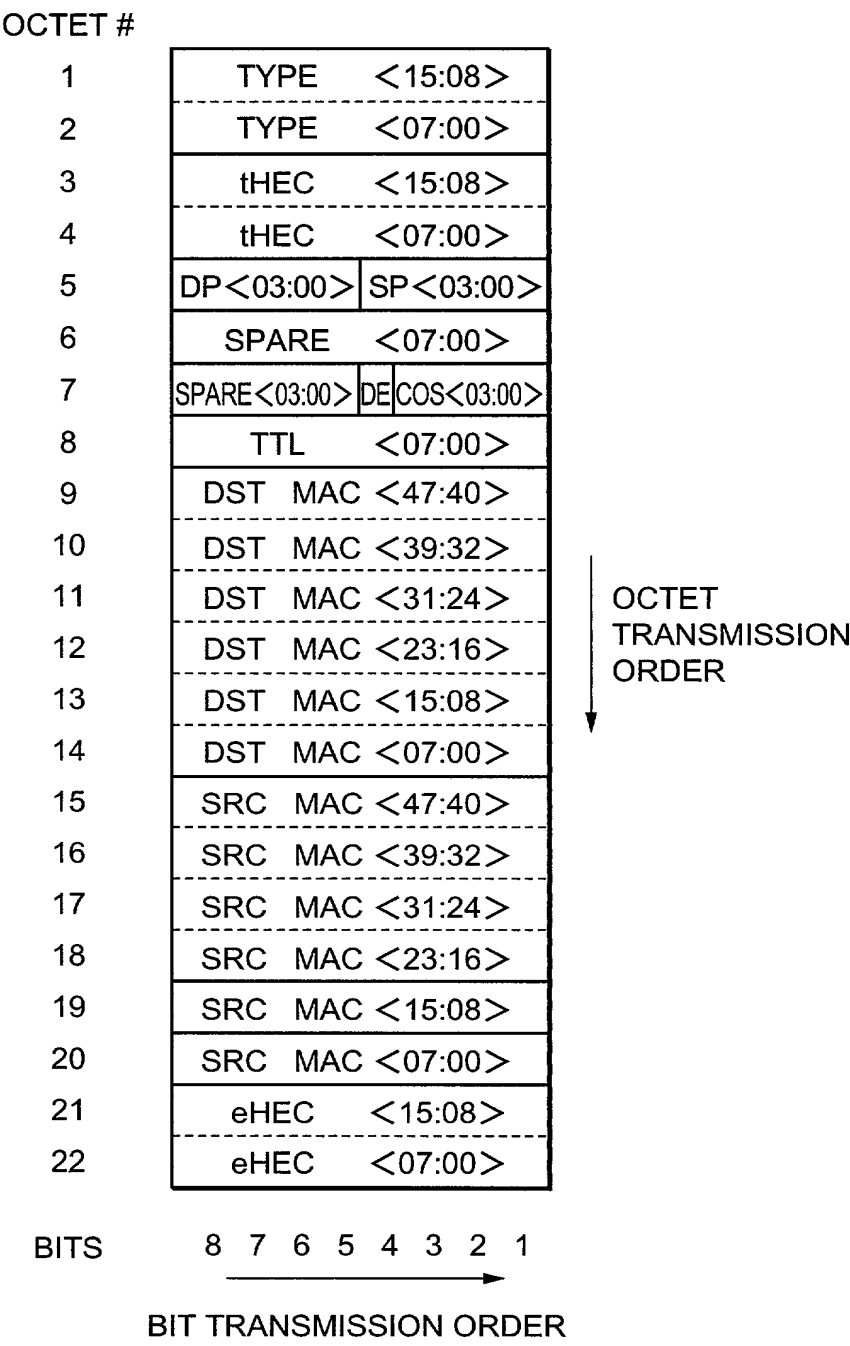 OCTET #
1 TYPE <15:08>
2 TYPE <07:00>
3 tHEC <15:08>
4 tHEC <07:00>
5 DP<03:00> SP<03:00>
6 SPARE <07:00>
7 SPARE<03:00> DE COS<03:00>
8 TTL <07:00>
9 DST MAC <47:40>
10 DST MAC <39:32>
11 DST MAC <31:24>
12 DST MAC <23:16>
13 DST MAC <15:08>
14 DST MAC <07:00>
15 SRC MAC <47:40>
16 SRC MAC <39:32>
17 SRC MAC <31:24>
18 SRC MAC <23:16>
19 SRC MAC <15:08>
20 SRC MAC <07:00>
21 eHEC <15:08>
22 eHEC <07:00>
OCTET
TRANSMISSION
ORDER
BITS 8 7 6 5 4 3 2 1
BIT TRANSMISSION ORDER